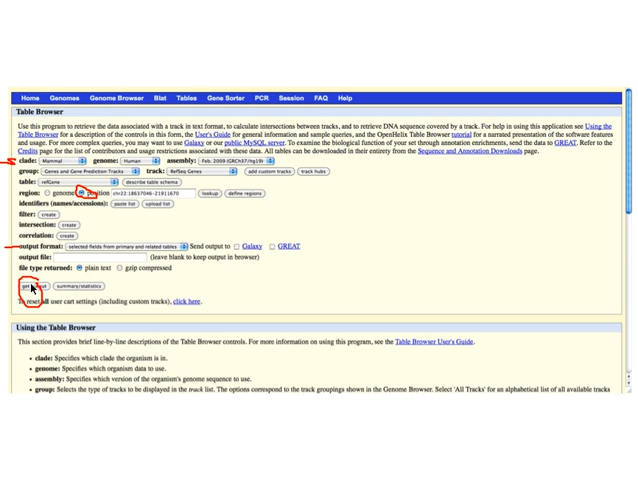 Home Genomes Genome Browser Blat Tables Gene Sorter PCR Session FAQ Help
Table Browser
Use this program to retrieve the data associated with a track in text format, to calculate intersections between tracks, and to retrieve DNA sequence covered by a track. For help in using this application see Using the
Table Browser for a description of the controls in this form, the User's Guide for general information and sample queries, and the OpenHelix Table Browser tutorial for a narrated presentation of the software features
and usage. For more complex queries, you may want to use Galaxy or our public MySQL server. To examine the biological function of your set through annotation enrichments, send the data to GREAT. Refer to the
Credits page for the list of contributors and usage restrictions associated with these data. All tables can be downloaded in their entirety from the Sequence and Annotation Downloads page.
clade: Mammal genome: Human assembly: Feb. 2009 (GRCh37/hg19)
group: Genes and Gene Prediction Tracks track: RefSeq Genes add custom tracks track hubs
table: refGene describe table schema
region: genome position chr22:18637046-21911670 lookup define regions
identifiers (names/accessions): paste list upload list
filter: create
intersection: create
correlation: create
output format: selected fields from primary and related tables Send output to Galaxy GREAT
output file: (leave blank to keep output in browser)
file type returned: plain text gzip compressed
get summary/statistics
To reset all user cart settings (including custom tracks), click here.
Using the Table Browser
This section provides brief line-by-line descriptions of the Table Browser controls. For more information on using this program, see the Table Browser User's Guide.
• clade: Specifies which clade the organism is in.
• genome: Specifies which organism data to use.
• assembly: Specifies which version of the organism's genome sequence to use.
• group: Selects the type of tracks to be displayed in the track list. The options correspond to the track groupings shown in the Genome Browser. Select 'All Tracks' for an alphabetical list of all available tracks